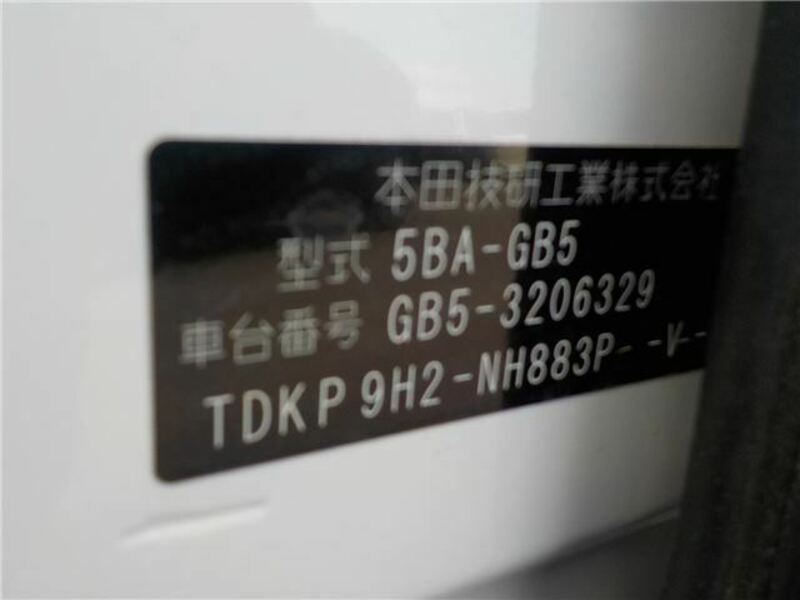 本田技研工業株式会社
型式 5BA-GB5
車台番号 GB5-3206329
TDKP 9H2-NH883P--V--